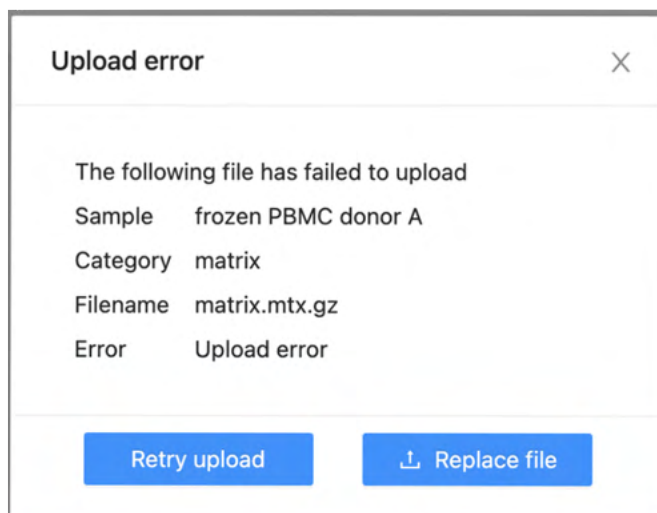 Upload error
The following file has failed to upload
Sample frozen PBMC donor A
Category matrix
Filename matrix.mtx.gz
Error Upload error
Retry upload
Replace file